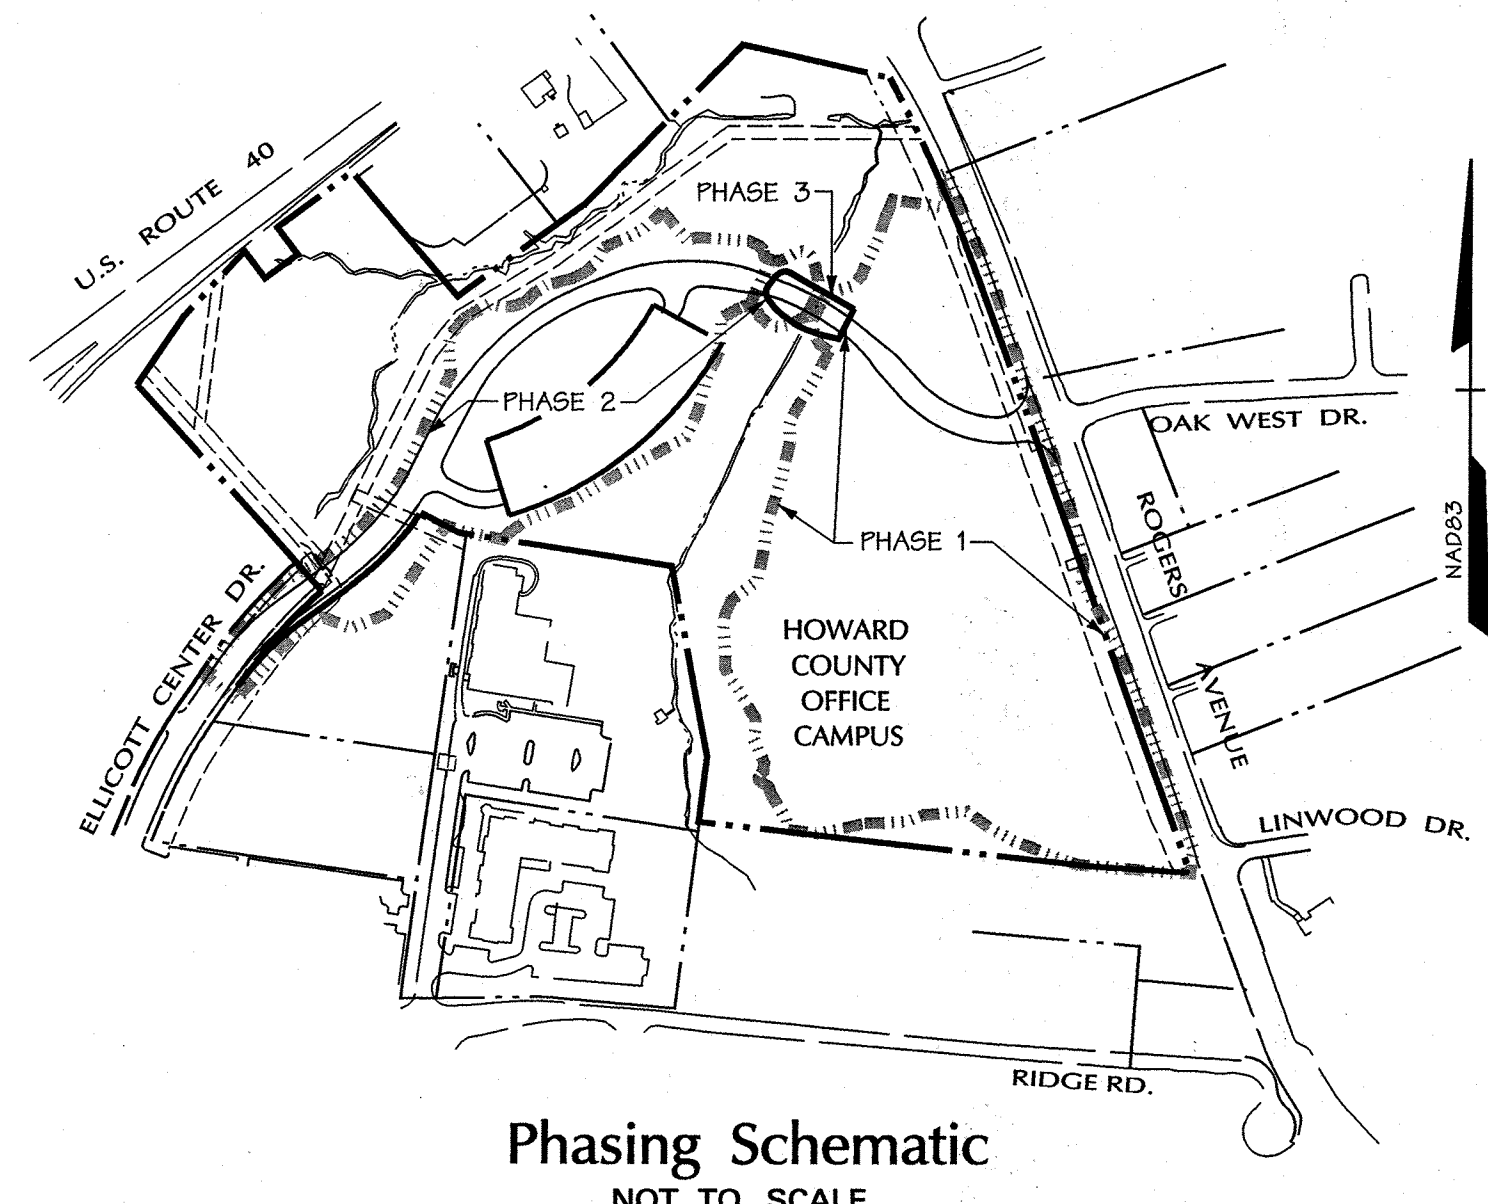 U.S. ROUTE 40
PHASE 3
PHASE 2
OAK WEST DR.
ROGERS
AVENUE
NAD83
PHASE 1
ELLICOTT CENTER DR.
HOWARD
COUNTY
OFFICE
CAMPUS
LINWOOD DR.
RIDGE RD.
Phasing Schematic
NOT TO SCALE